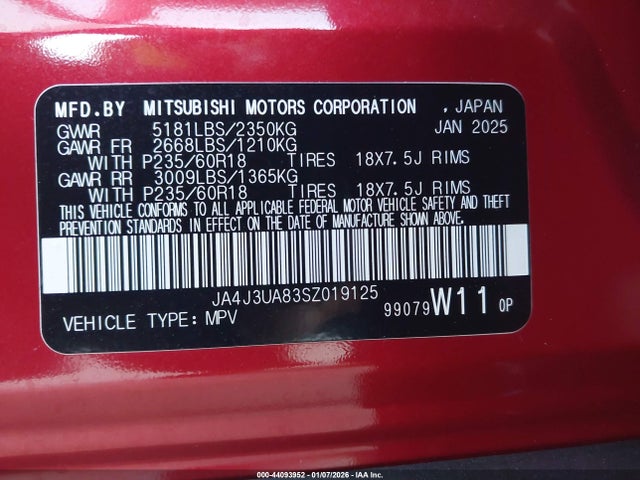 MFD.BY MITSUBISHI MOTORS CORPORATION , JAPAN
GWWR 5181LBS/2350KG JAN 2025
GAWR FR 2668LBS/1210KG
WITH P235/60R18 TIRES 18X7.5J RIMS
GAWR RR 3009LBS/1365KG
WITH P235/60R18 TIRES 18X7.5J RIMS
THIS VEHICLE CONFORMS TO ALL APPLICABLE FEDERAL MOTOR VEHICLE SAFETY AND THEFT
PREVENTION STANDARDS IN EFFECT ON THE DATE OF MANUFACTURE SHOWN ABOVE.
JA4J3UA83SZ019125
VEHICLE TYPE: MPV 99079 W11 0P
000-44093952 | 01/07/2026 - IAA Inc.